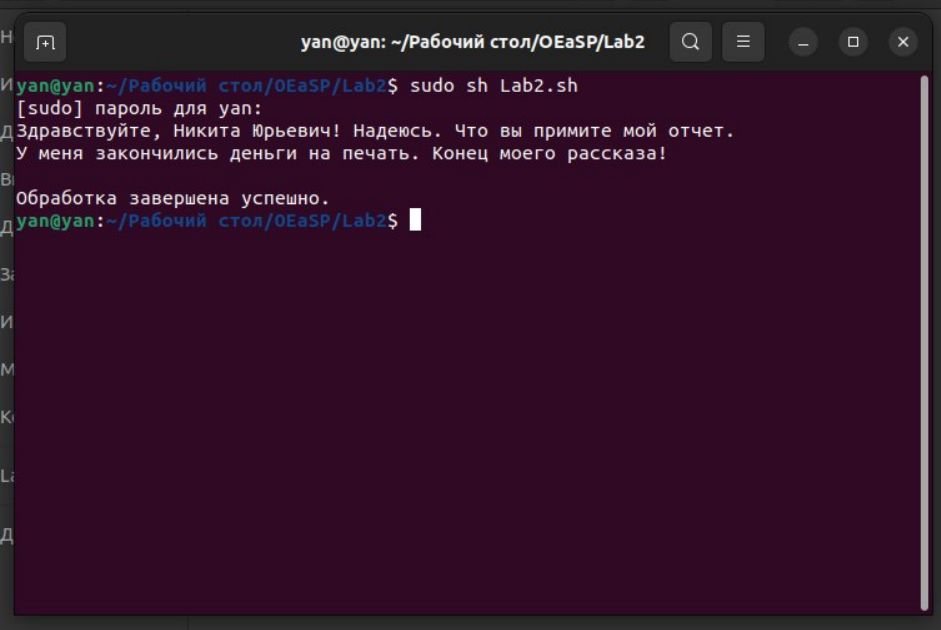 yan@yan: ~/Рабочий стол/OEaSP/Lab2
yan@yan:~/Рабочий стол/OEaSP/Lab2$ sudo sh Lab2.sh
[sudo] пароль для yan:
Здравствуйте, Никита Юрьевич! Надеюсь. Что вы примите мой отчет.
У меня закончились деньги на печать. Конец моего рассказа!
Обработка завершена успешно.
yan@yan:~/Рабочий стол/OEaSP/Lab2$